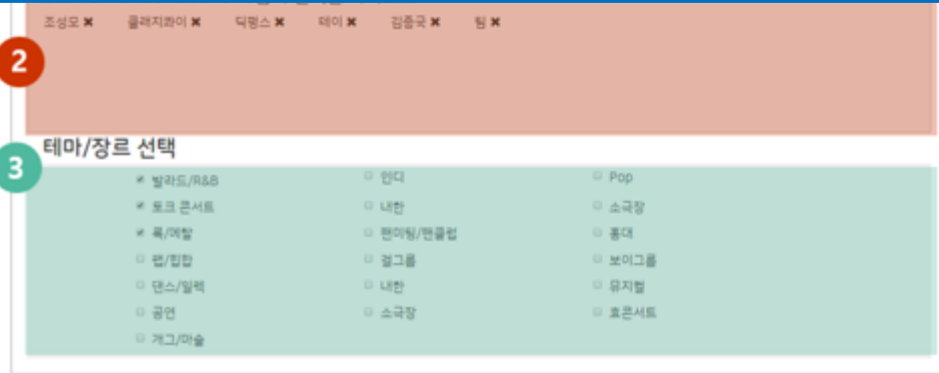 조성모 ✖ 클래지콰이 ✖ 딕펑스 ✖ 테이 ✖ 김종국 ✖ 팀 ✖
2
테마/장르 선택
3
발라드/R&B 인디 Pop
토크 콘서트 내한 소극장
록/메탈 팬미팅/팬클럽 홍대
랩/힙합 걸그룹 보이그룹
댄스/일렉 내한 뮤지컬
공연 소극장 효콘서트
개그/마술